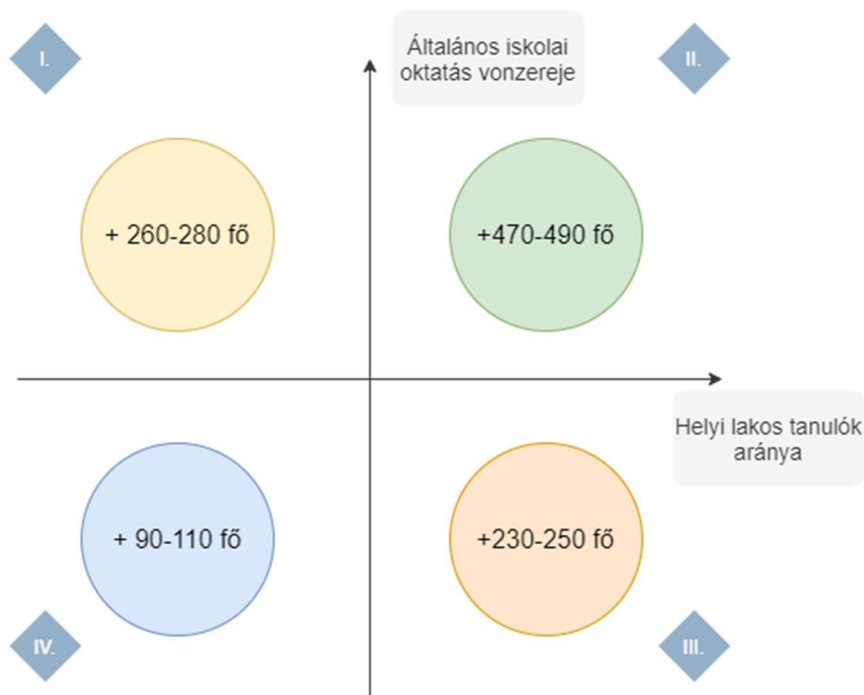 I.
Általános iskolai
oktatás vonzereje
II.
+ 260-280 fő
+470-490 fő
Helyi lakos tanulók
aránya
+ 90-110 fő
+230-250 fő
IV.
III.